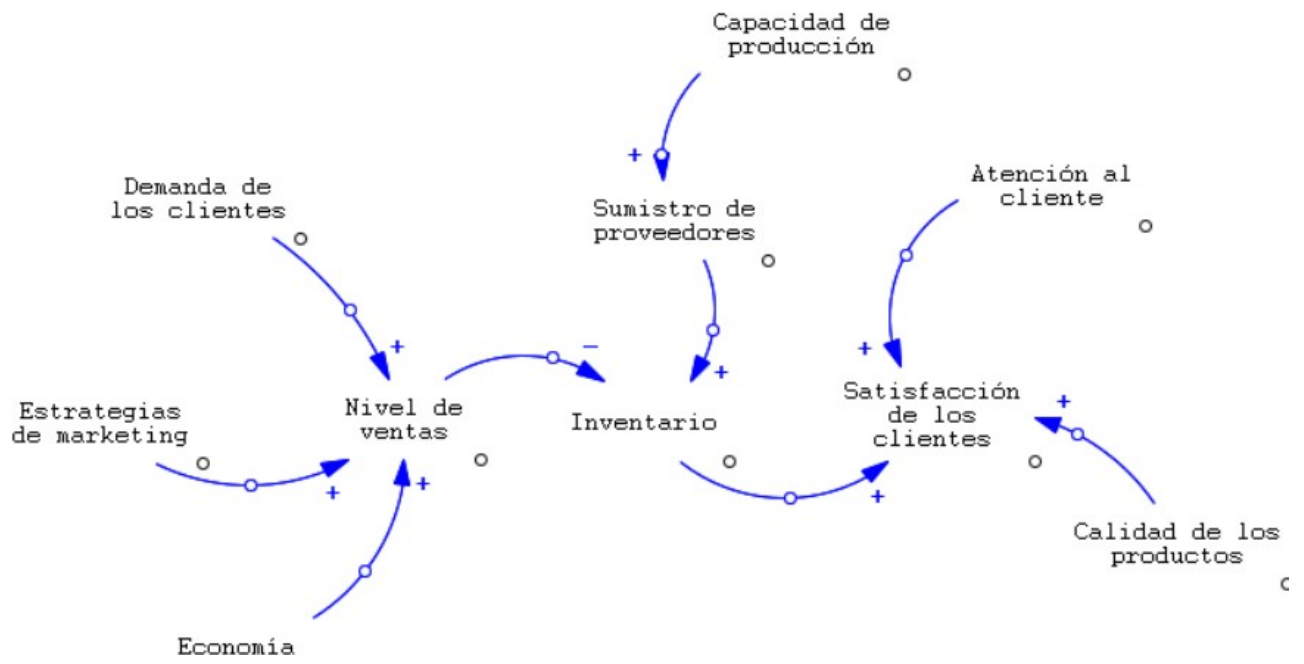 Capacidad de
producción
+
Demanda de
los clientes
Sumistro de
proveedores
Atención al
cliente
+
−
+
+
Estrategias
de marketing
Nivel de
ventas
Inventario
Satisfacción
de los
clientes
+
+
+
+
Calidad de los
productos
Economía